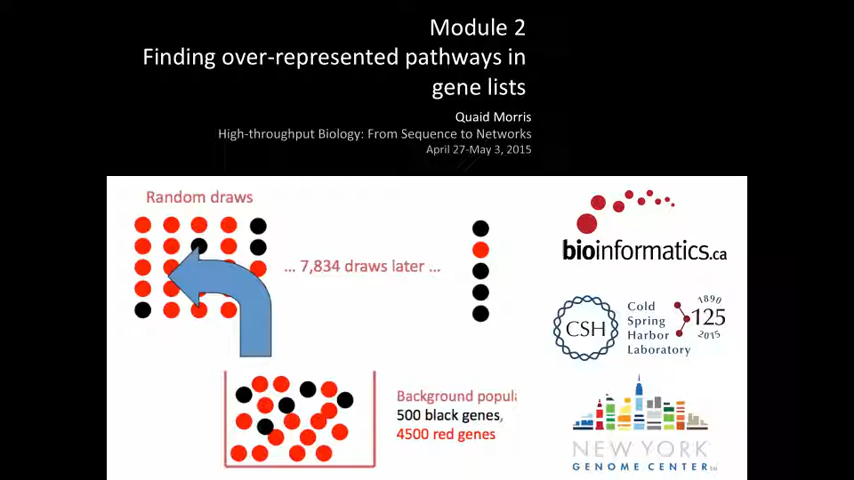 Module 2
Finding over-represented pathways in
gene lists
Quaid Morris
High-throughput Biology: From Sequence to Networks
April 27-May 3, 2015
Random draws
... 7,834 draws later ...
Background popula
500 black genes,
4500 red genes
bioinformatics.ca
CSH
Cold
Spring
Harbor
Laboratory
1890
125
2015
NEW YORK
GENOME CENTER